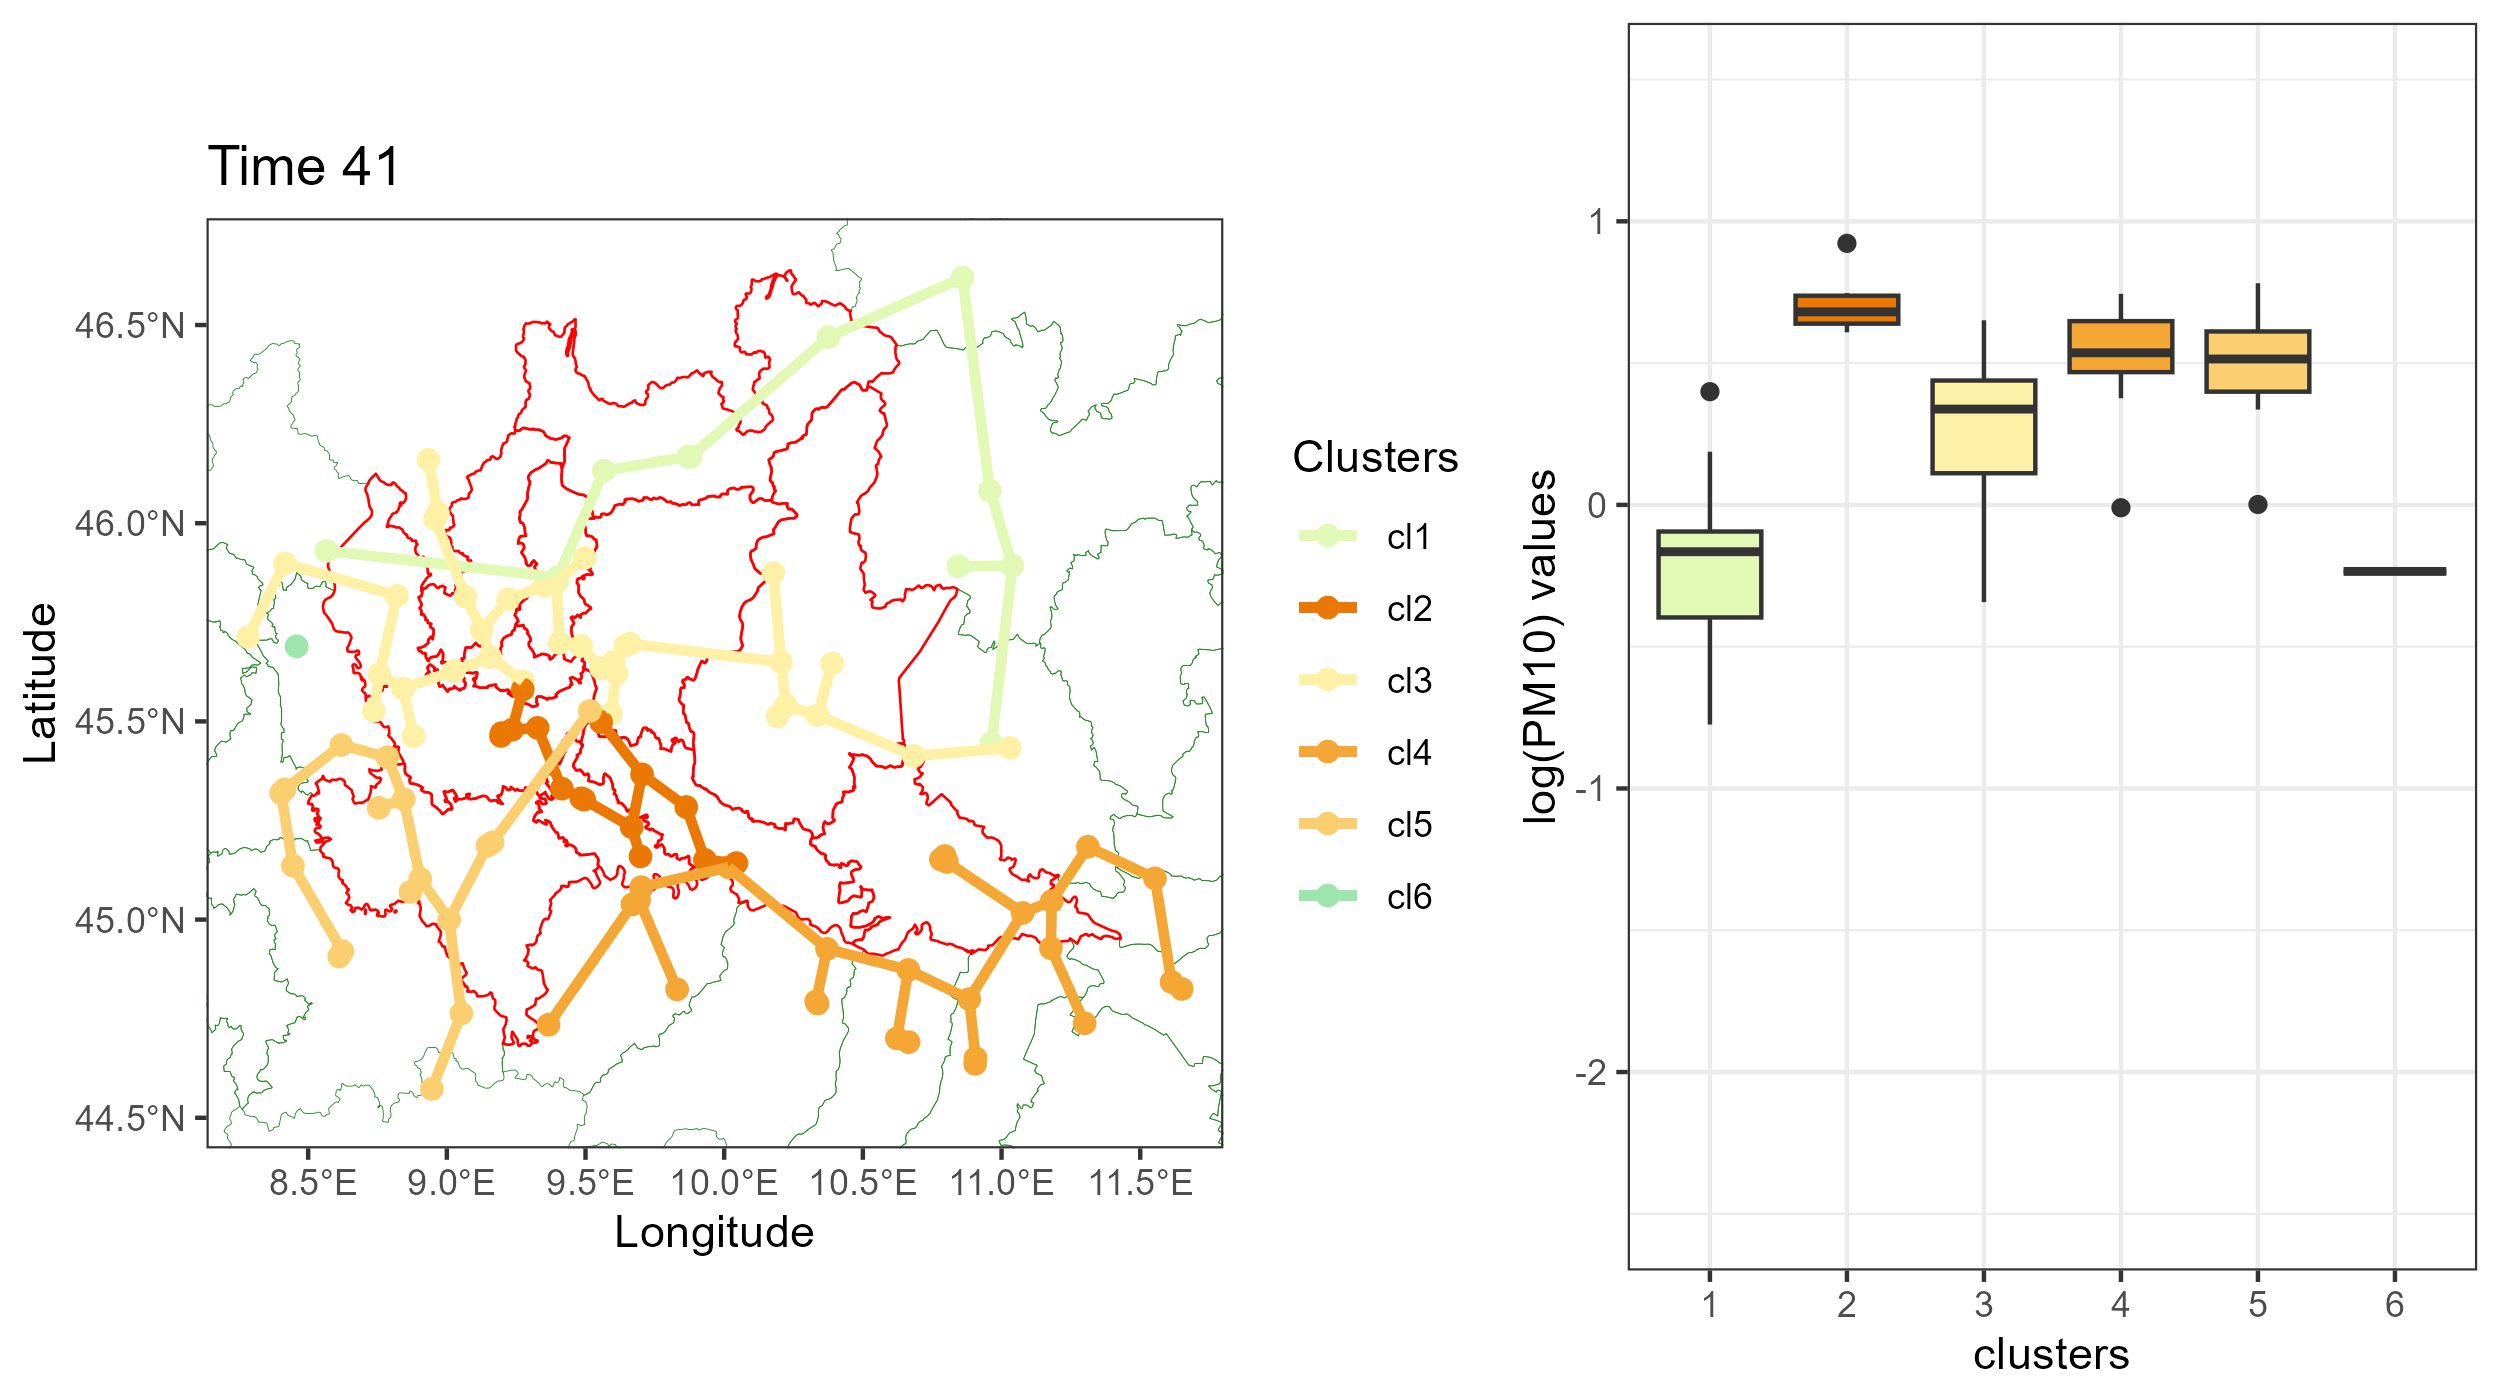 Time 41
Latitude
46.5°N
46.0°N
45.5°N
45.0°N
44.5°N
8.5°E 9.0°E 9.5°E 10.0°E 10.5°E 11.0°E 11.5°E
Longitude
Clusters
cl1
cl2
cl3
cl4
cl5
cl6
log(PM10) values
1
0
-1
-2
1 2 3 4 5 6
clusters